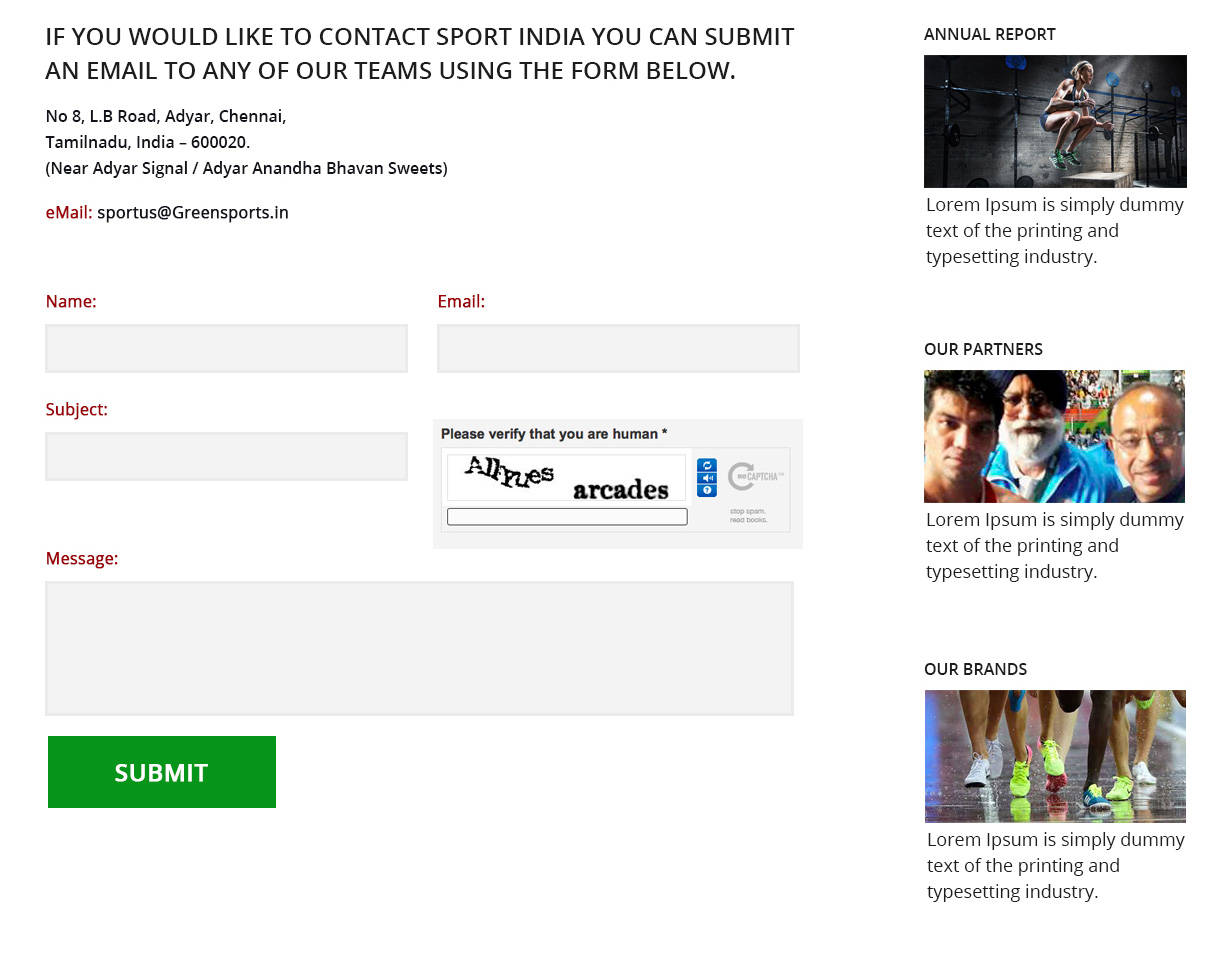 IF YOU WOULD LIKE TO CONTACT SPORT INDIA YOU CAN SUBMIT
AN EMAIL TO ANY OF OUR TEAMS USING THE FORM BELOW.
No 8, L.B Road, Adyar, Chennai,
Tamilnadu, India – 600020.
(Near Adyar Signal / Adyar Anandha Bhavan Sweets)
eMail: sportus@Greensports.in
Name:
Email:
Subject:
Please verify that you are human *
arcades
CAPTCHA™
stop spam.
read books.
Message:
SUBMIT
ANNUAL REPORT
Lorem Ipsum is simply dummy
text of the printing and
typesetting industry.
OUR PARTNERS
Lorem Ipsum is simply dummy
text of the printing and
typesetting industry.
OUR BRANDS
Lorem Ipsum is simply dummy
text of the printing and
typesetting industry.